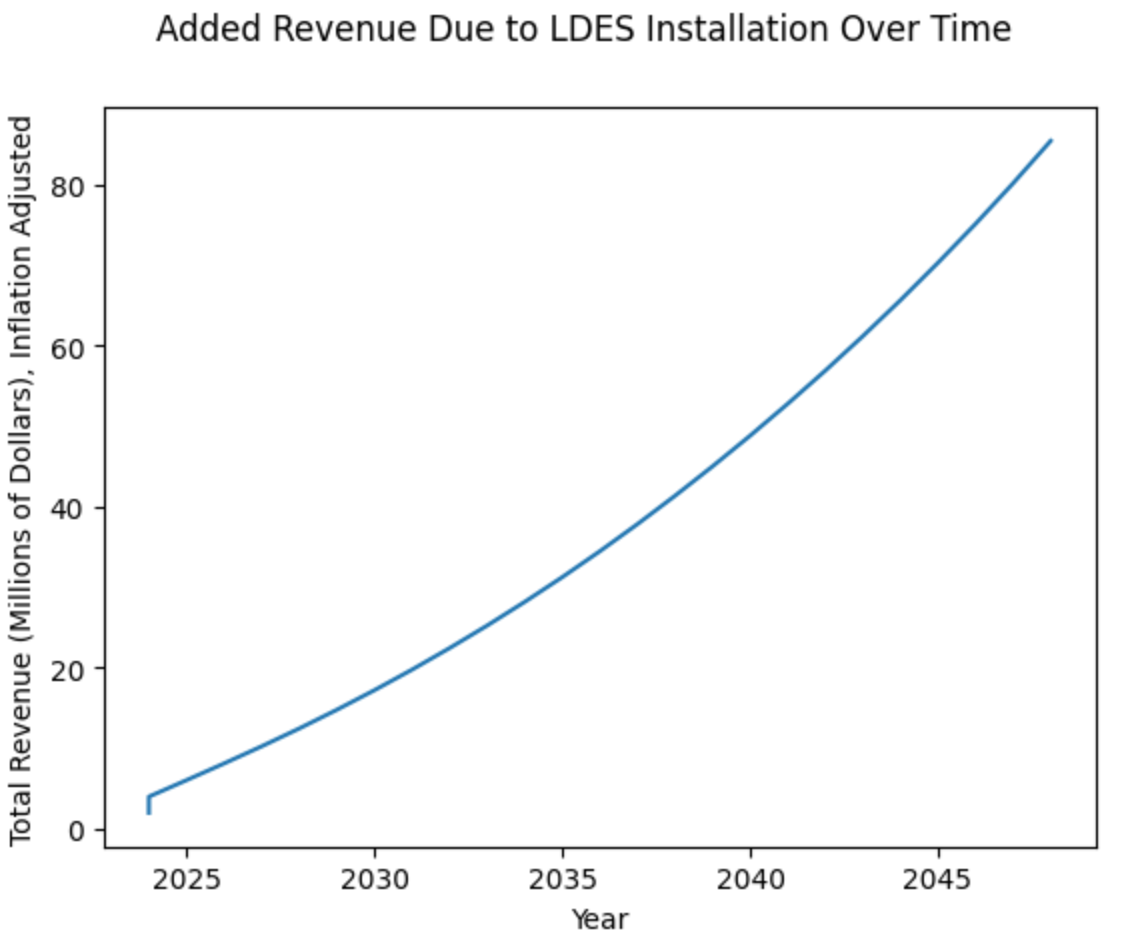 Added Revenue Due to LDES Installation Over Time
Total Revenue (Millions of Dollars), Inflation Adjusted
80
60
40
20
0
2025 2030 2035 2040 2045
Year